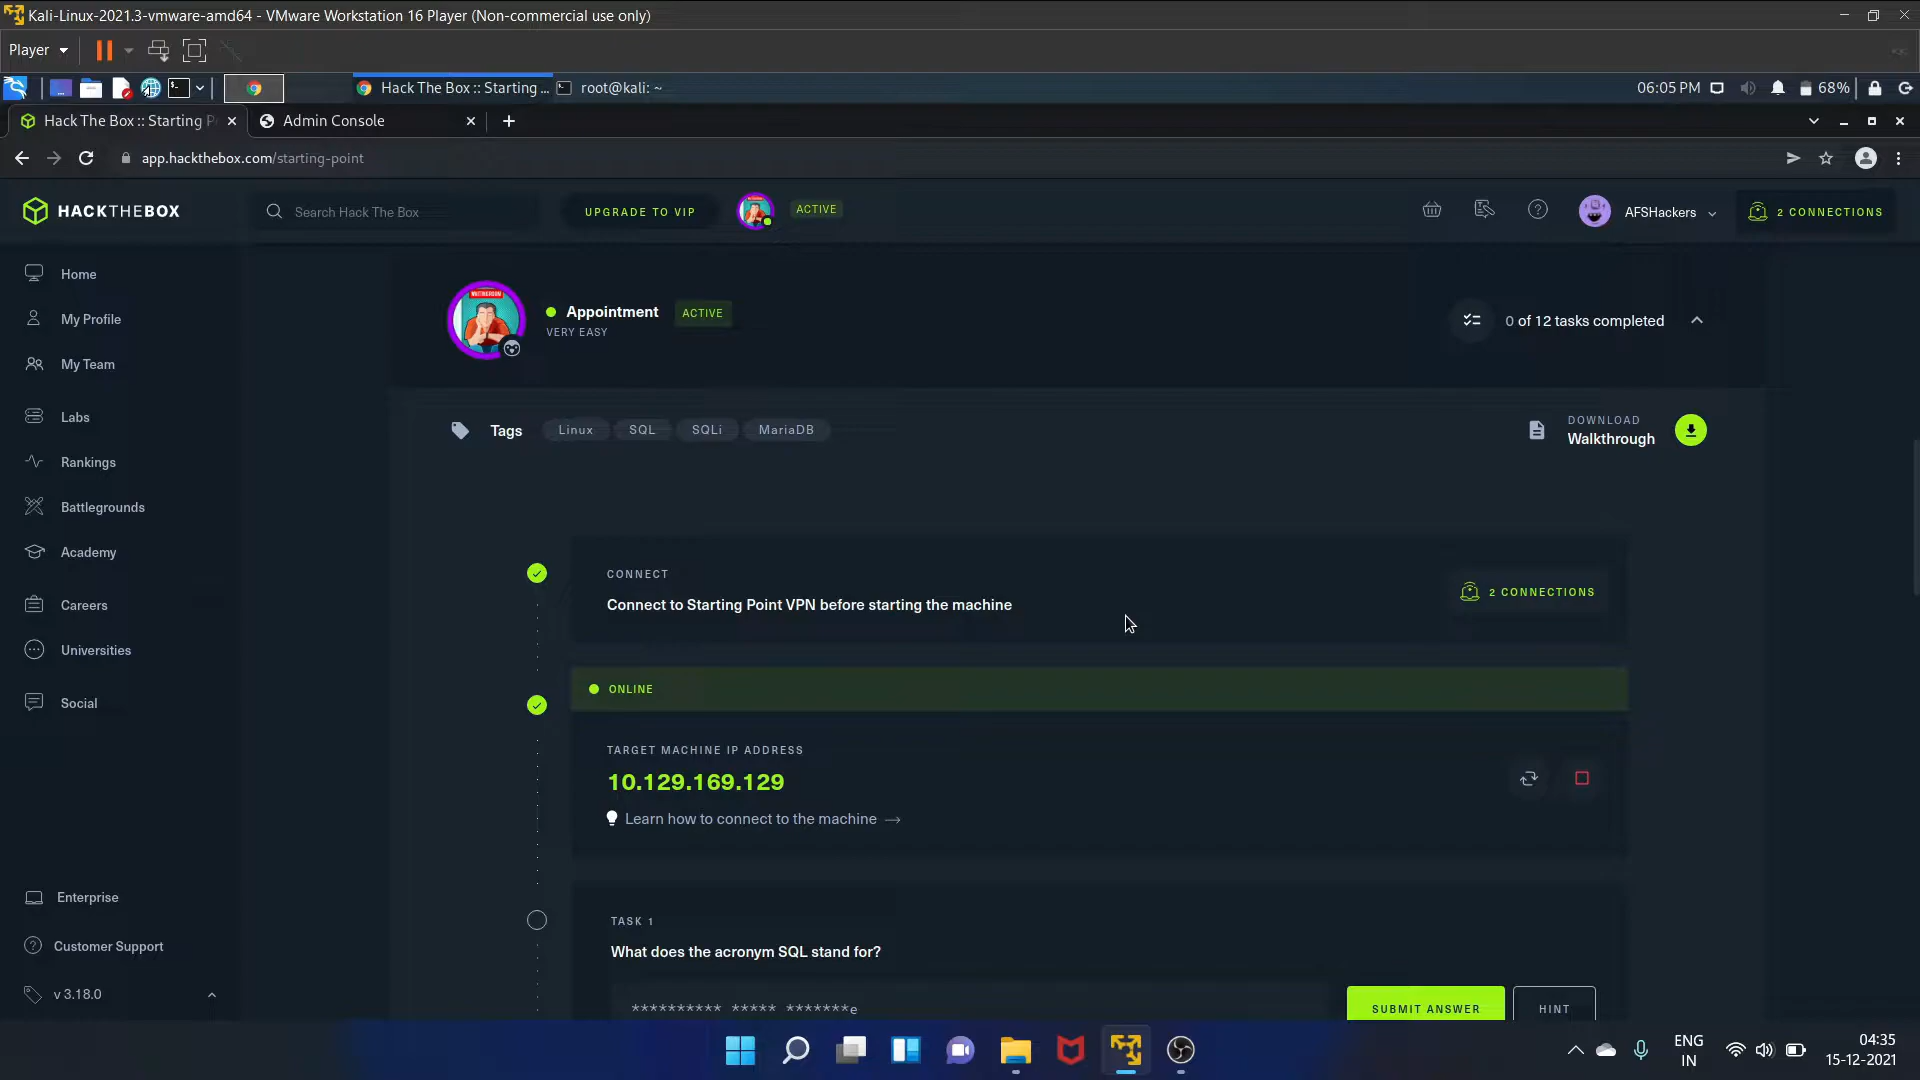 Kali-Linux-2021.3-vmware-amd64 - VMware Workstation 16 Player (Non-commercial use only)
Player
Hack The Box :: Starting ...
root@kali: ~
06:05 PM
68%
Hack The Box :: Starting P
Admin Console
app.hackthebox.com/starting-point
HACKTHEBOX
Search Hack The Box
UPGRADE TO VIP
ACTIVE
AFSHackers
2 CONNECTIONS
Home
My Profile
My Team
Labs
Rankings
Battlegrounds
Academy
Careers
Universities
Social
Enterprise
Customer Support
v 3.18.0
Appointment
ACTIVE
VERY EASY
0 of 12 tasks completed
Tags
Linux
SQL
SQLi
MariaDB
DOWNLOAD
Walkthrough
CONNECT
Connect to Starting Point VPN before starting the machine
2 CONNECTIONS
ONLINE
TARGET MACHINE IP ADDRESS
10.129.169.129
Learn how to connect to the machine →
TASK 1
What does the acronym SQL stand for?
********** ***** *******e
SUBMIT ANSWER
HINT
ENG
IN
04:35
15-12-2021